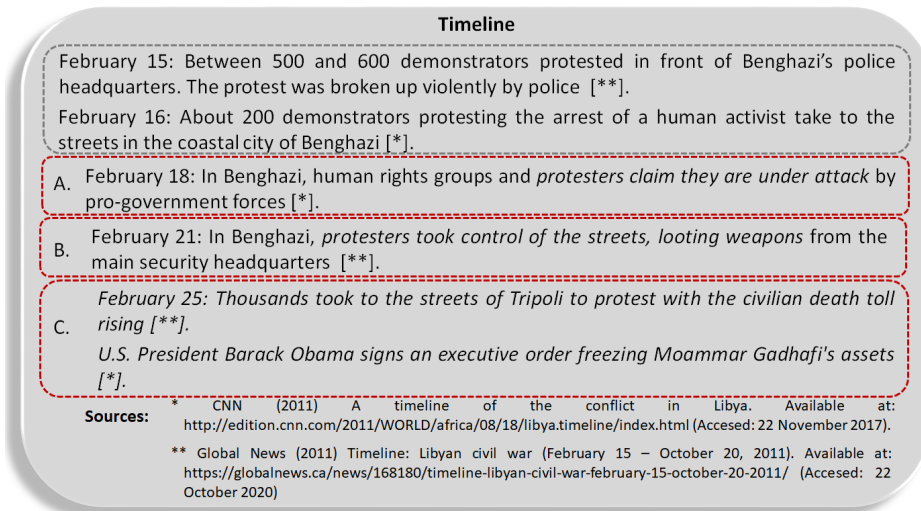 Timeline
February 15: Between 500 and 600 demonstrators protested in front of Benghazi's police
headquarters. The protest was broken up violently by police [**].
February 16: About 200 demonstrators protesting the arrest of a human activist take to the
streets in the coastal city of Benghazi [*].
A. February 18: In Benghazi, human rights groups and protesters claim they are under attack by
pro-government forces [*].
B. February 21: In Benghazi, protesters took control of the streets, looting weapons from the
main security headquarters [**].
C. February 25: Thousands took to the streets of Tripoli to protest with the civilian death toll
rising [**].
U.S. President Barack Obama signs an executive order freezing Moammar Gadhafi's assets
[*].
Sources: * CNN (2011) A timeline of the conflict in Libya. Available at:
http://edition.cnn.com/2011/WORLD/africa/08/18/libya.timeline/index.html (Accesed: 22 November 2017).
** Global News (2011) Timeline: Libyan civil war (February 15 – October 20, 2011). Available at:
https://globalnews.ca/news/168180/timeline-libyan-civil-war-february-15-october-20-2011/ (Accesed: 22
October 2020)